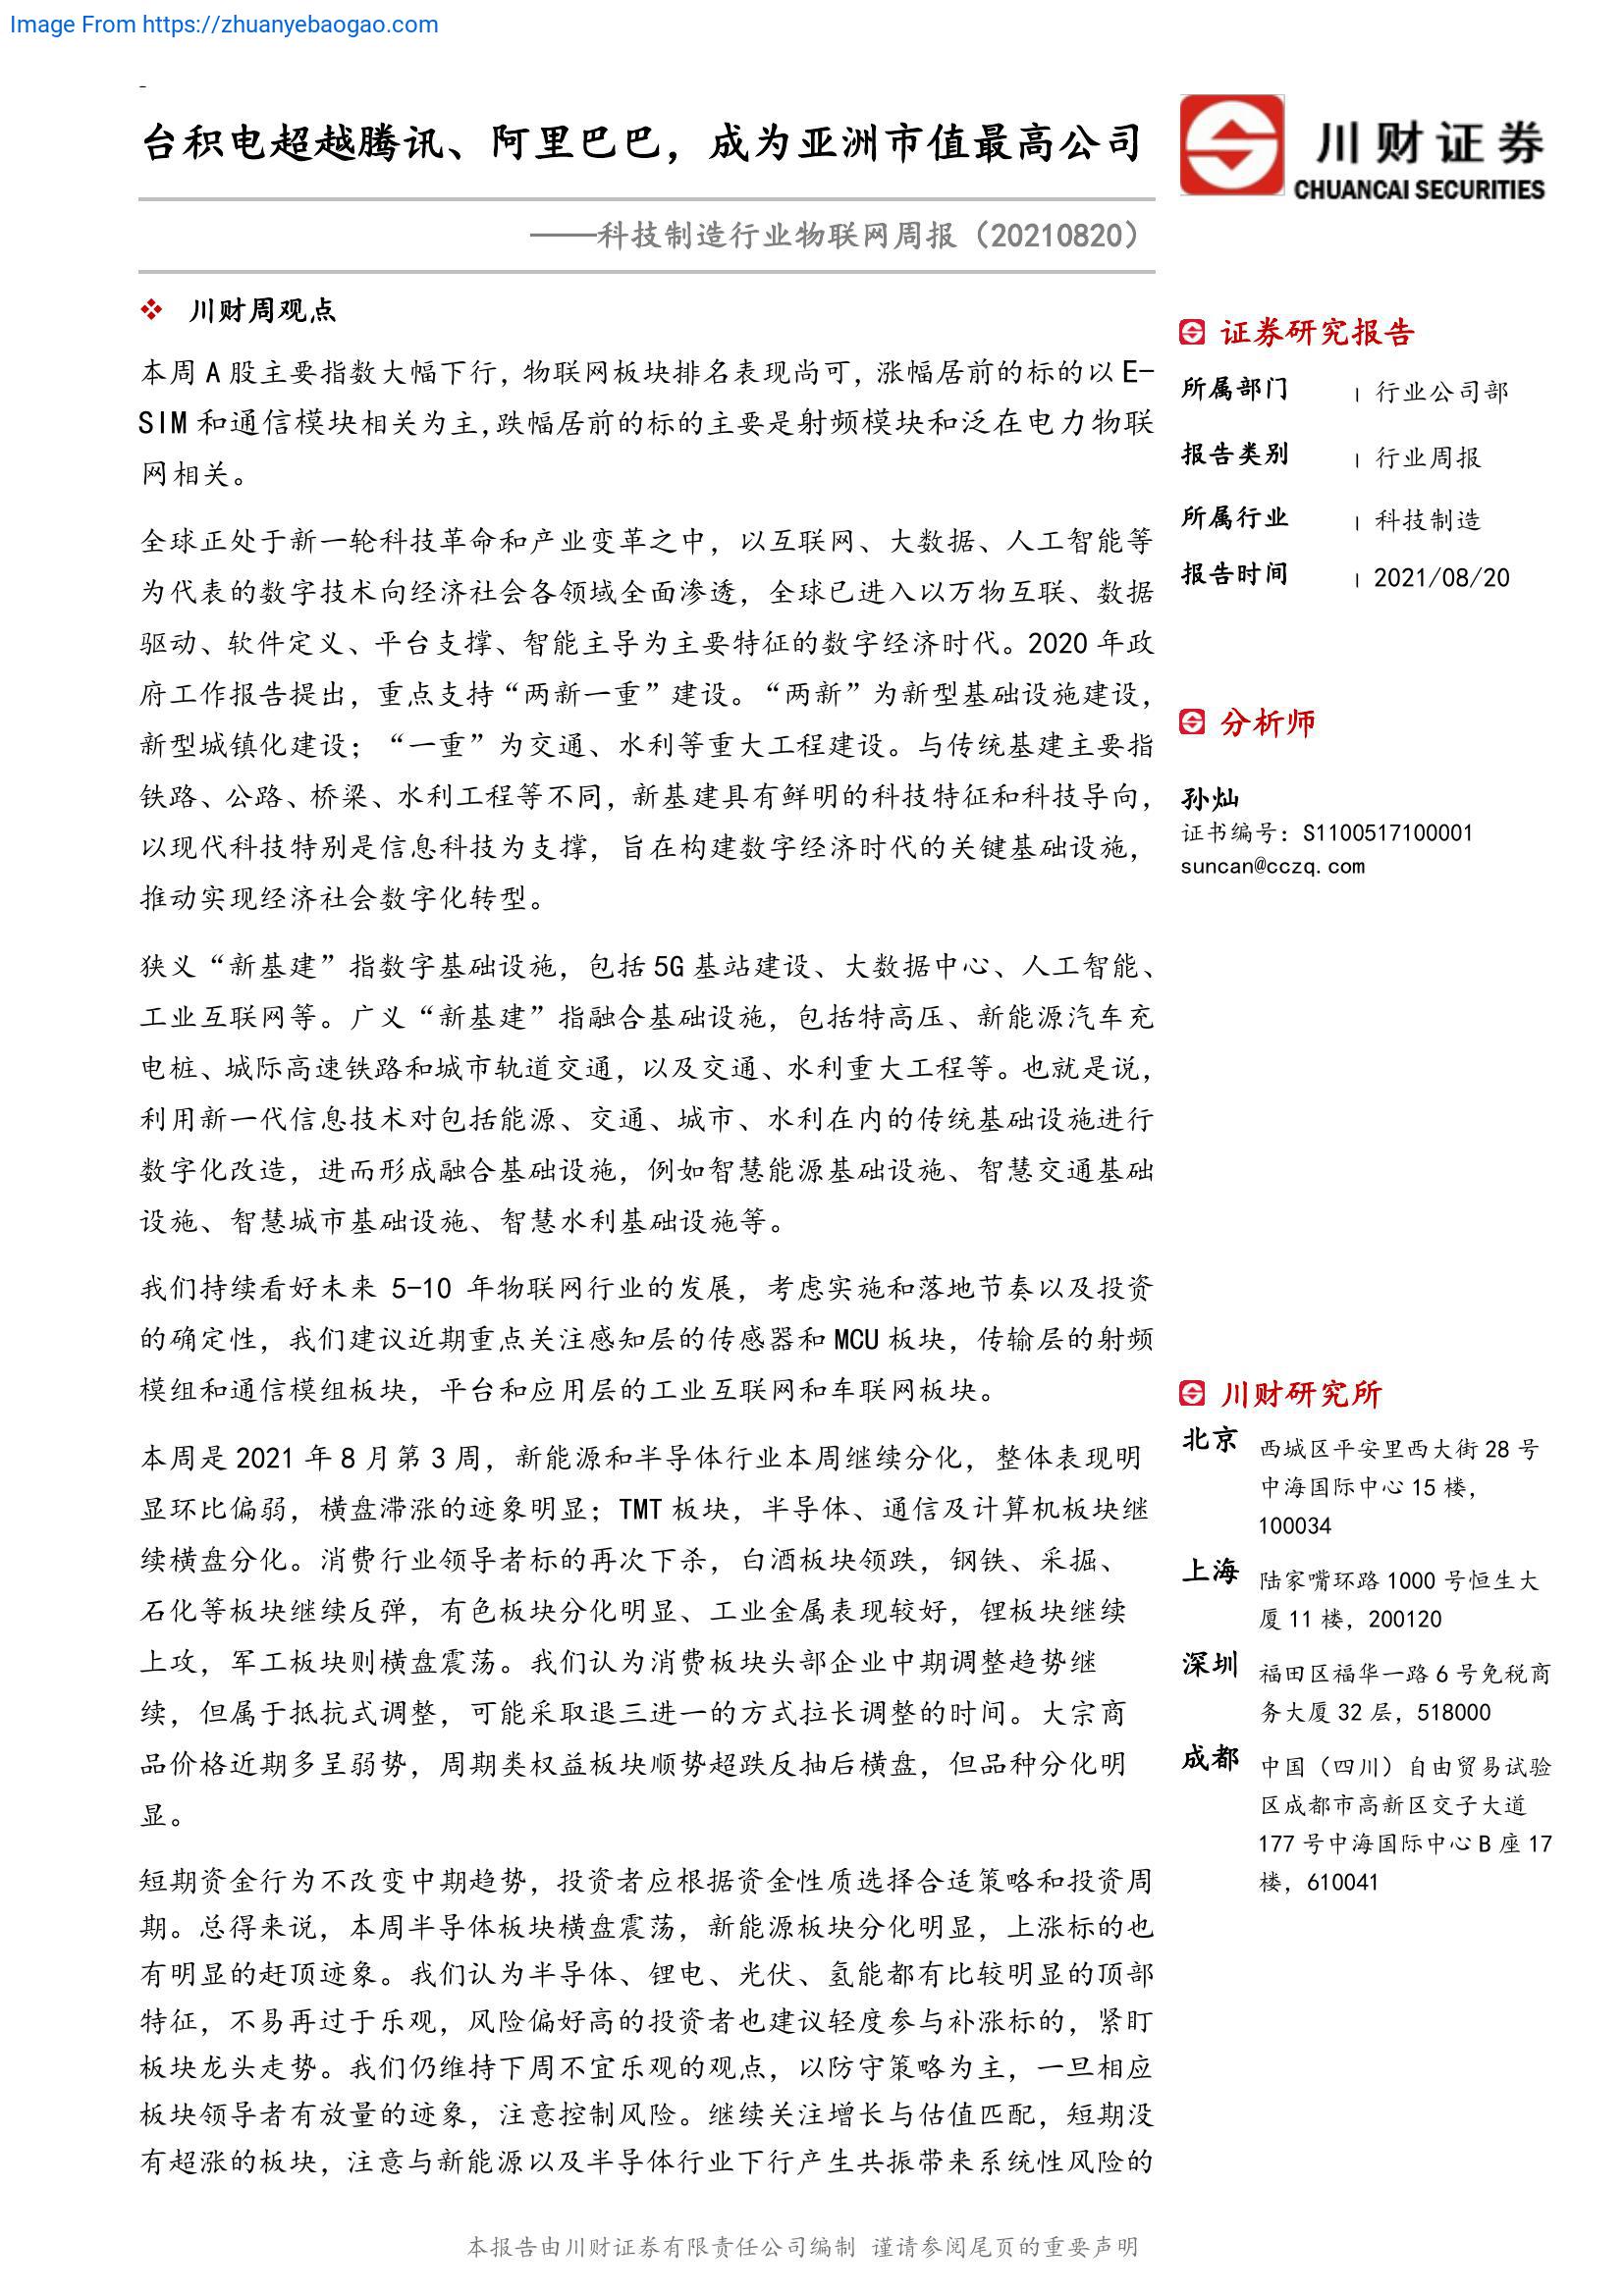 Image From https://zhuanyebaogao.com
-
台积电超越腾讯、阿里巴巴，成为亚洲市值最高公司
——科技制造行业物联网周报（20210820）
川财证券
CHUANCAI SECURITIES
川财周观点
本周 A 股主要指数大幅下行，物联网板块排名表现尚可，涨幅居前的标的以 E-
SIM 和通信模块相关为主,跌幅居前的标的主要是射频模块和泛在电力物联
网相关。
全球正处于新一轮科技革命和产业变革之中，以互联网、大数据、人工智能等
为代表的数字技术向经济社会各领域全面渗透，全球已进入以万物互联、数据
驱动、软件定义、平台支撑、智能主导为主要特征的数字经济时代。2020 年政
府工作报告提出，重点支持“两新一重”建设。“两新”为新型基础设施建设，
新型城镇化建设；“一重”为交通、水利等重大工程建设。与传统基建主要指
铁路、公路、桥梁、水利工程等不同，新基建具有鲜明的科技特征和科技导向，
以现代科技特别是信息科技为支撑，旨在构建数字经济时代的关键基础设施，
推动实现经济社会数字化转型。
狭义“新基建”指数字基础设施，包括 5G 基站建设、大数据中心、人工智能、
工业互联网等。广义“新基建”指融合基础设施，包括特高压、新能源汽车充
电桩、城际高速铁路和城市轨道交通，以及交通、水利重大工程等。也就是说，
利用新一代信息技术对包括能源、交通、城市、水利在内的传统基础设施进行
数字化改造，进而形成融合基础设施，例如智慧能源基础设施、智慧交通基础
设施、智慧城市基础设施、智慧水利基础设施等。
我们持续看好未来 5-10 年物联网行业的发展，考虑实施和落地节奏以及投资
的确定性，我们建议近期重点关注感知层的传感器和 MCU 板块，传输层的射频
模组和通信模组板块，平台和应用层的工业互联网和车联网板块。
本周是 2021 年 8 月第 3 周，新能源和半导体行业本周继续分化，整体表现明
显环比偏弱，横盘滞涨的迹象明显；TMT 板块，半导体、通信及计算机板块继
续横盘分化。消费行业领导者标的再次下杀，白酒板块领跌，钢铁、采掘、
石化等板块继续反弹，有色板块分化明显、工业金属表现较好，锂板块继续
上攻，军工板块则横盘震荡。我们认为消费板块头部企业中期调整趋势继
续，但属于抵抗式调整，可能采取退三进一的方式拉长调整的时间。大宗商
品价格近期多呈弱势，周期类权益板块顺势超跌反抽后横盘，但品种分化明
显。
短期资金行为不改变中期趋势，投资者应根据资金性质选择合适策略和投资周
期。总得来说，本周半导体板块横盘震荡，新能源板块分化明显，上涨标的也
有明显的赶顶迹象。我们认为半导体、锂电、光伏、氢能都有比较明显的顶部
特征，不易再过于乐观，风险偏好高的投资者也建议轻度参与补涨标的，紧盯
板块龙头走势。我们仍维持下周不宜乐观的观点，以防守策略为主，一旦相应
板块领导者有放量的迹象，注意控制风险。继续关注增长与估值匹配，短期没
有超涨的板块，注意与新能源以及半导体行业下行产生共振带来系统性风险的
证券研究报告
所属部门 | 行业公司部
报告类别 | 行业周报
所属行业 | 科技制造
报告时间 | 2021/08/20
分析师
孙灿
证书编号：S1100517100001
suncan@cczq.com
川财研究所
北京 西城区平安里西大街 28 号
中海国际中心 15 楼，
100034
上海 陆家嘴环路 1000 号恒生大
厦 11 楼，200120
深圳 福田区福华一路 6 号免税商
务大厦 32 层，518000
成都 中国（四川）自由贸易试验
区成都市高新区交子大道
177 号中海国际中心 B 座 17
楼，610041
本报告由川财证券有限责任公司编制 谨请参阅尾页的重要声明